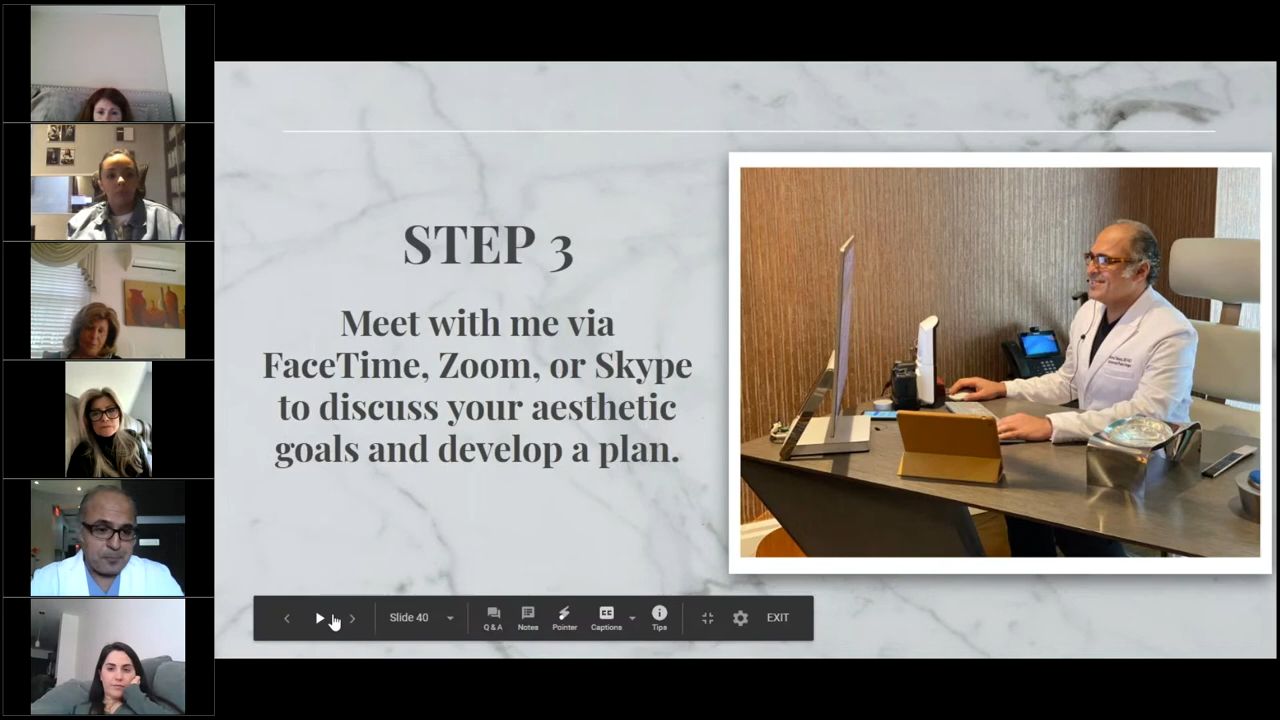 STEP 3
Meet with me via
FaceTime, Zoom, or Skype
to discuss your aesthetic
goals and develop a plan.
Slide 40
Q & A
Notes
Pointer
CC
Captions
Tips
EXIT